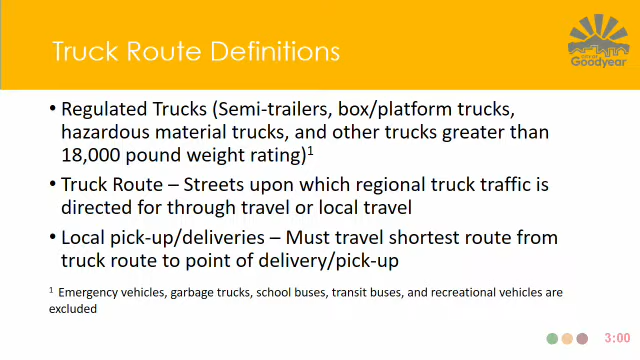 Truck Route Definitions
CITY OF
Goodyear
• Regulated Trucks (Semi-trailers, box/platform trucks,
hazardous material trucks, and other trucks greater than
18,000 pound weight rating)¹
• Truck Route – Streets upon which regional truck traffic is
directed for through travel or local travel
• Local pick-up/deliveries – Must travel shortest route from
truck route to point of delivery/pick-up
¹ Emergency vehicles, garbage trucks, school buses, transit buses, and recreational vehicles are
excluded
3:00